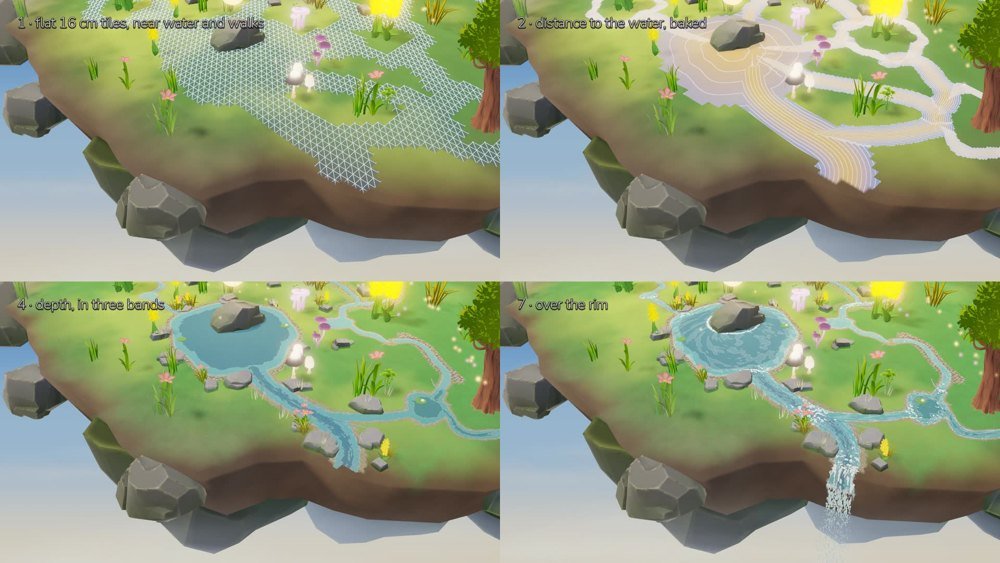 1 · flat 16 cm tiles, near water and walks
2 · distance to the water, baked
4 · depth, in three bands
7 · over the rim